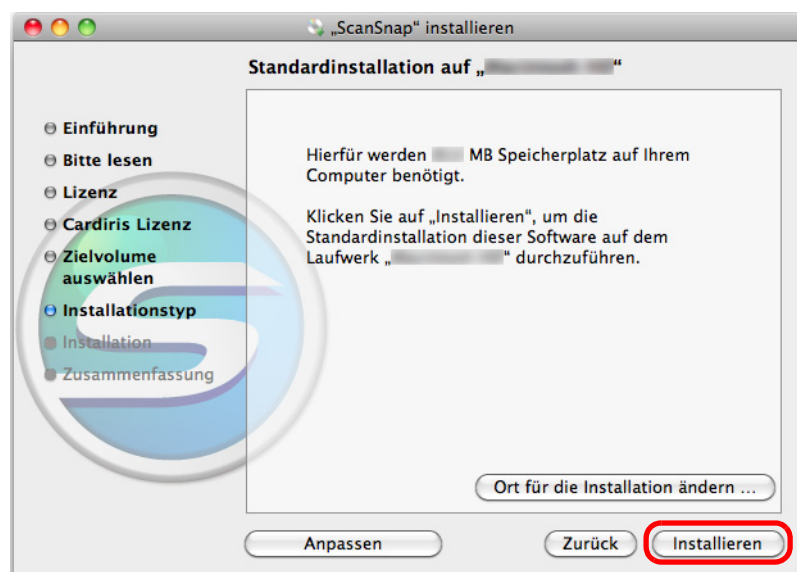 „ScanSnap“ installieren
Standardinstallation auf „ “
Einführung
Bitte lesen
Lizenz
Cardiris Lizenz
Zielvolume
auswählen
Installationstyp
Installation
Zusammenfassung
Hierfür werden MB Speicherplatz auf Ihrem
Computer benötigt.
Klicken Sie auf „Installieren“, um die
Standardinstallation dieser Software auf dem
Laufwerk „ “ durchzuführen.
Ort für die Installation ändern ...
Anpassen
Zurück
Installieren